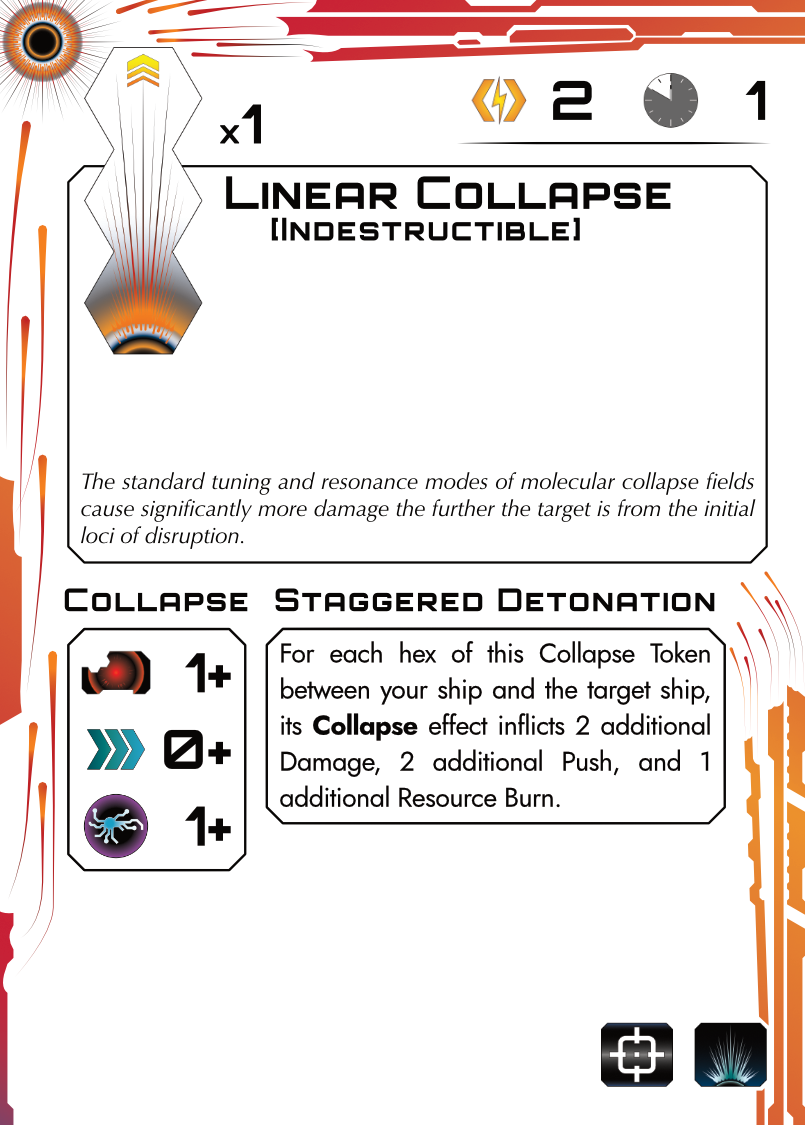 x1
2
1
Linear Collapse
[Indestructible]
The standard tuning and resonance modes of molecular collapse fields
cause significantly more damage the further the target is from the initial
loci of disruption.
Collapse
Staggered Detonation
1+
0+
1+
For each hex of this Collapse Token
between your ship and the target ship,
its Collapse effect inflicts 2 additional
Damage, 2 additional Push, and 1
additional Resource Burn.